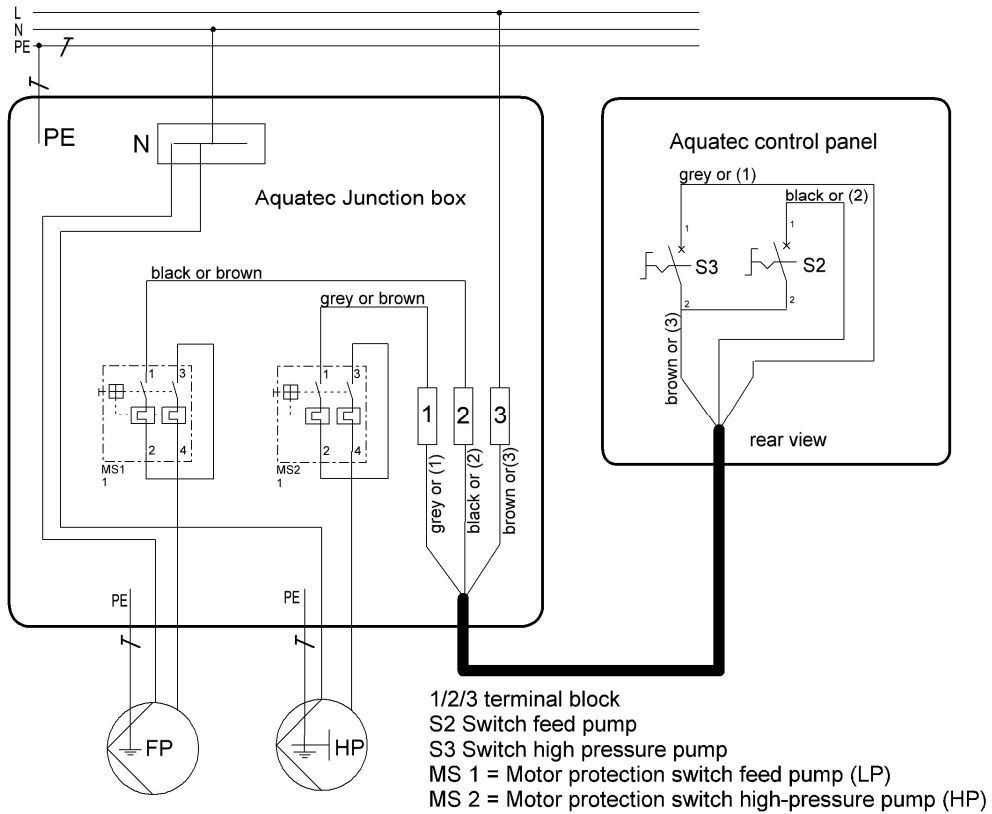 L
N
PE
PE
N
Aquatec Junction box
black or brown
grey or brown
1
3
2
4
MS1
1
1
3
2
4
MS2
1
1
2
3
grey or (1)
black or (2)
brown or(3)
PE
PE
FP
HP
Aquatec control panel
grey or (1)
black or (2)
1
1
S3
S2
2
2
brown or (3)
rear view
1/2/3 terminal block
S2 Switch feed pump
S3 Switch high pressure pump
MS 1 = Motor protection switch feed pump (LP)
MS 2 = Motor protection switch high-pressure pump (HP)